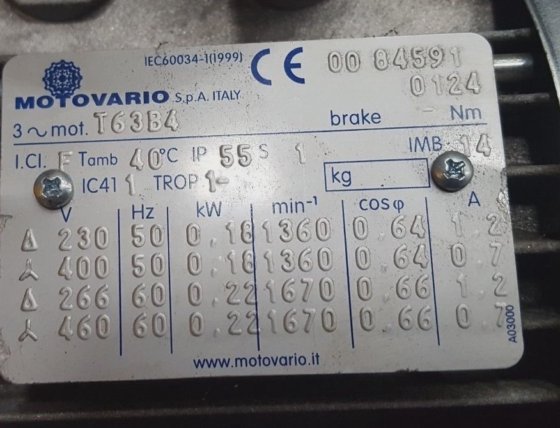 IEC60034-1(1999) CE 00 84591
MOTOVARIO S.p.A. ITALY 0124
3~mot. T63B4 brake - Nm
I.Cl. F Tamb 40°C IP 55 S 1 IMB 14
IC41 1 TROP 1- kg
V Hz kW min-1 cosφ A
Δ 230 50 0.18 1360 0.64 1.2
⅄ 400 50 0.18 1360 0.64 0.7
Δ 266 60 0.22 1670 0.66 1.2
⅄ 460 60 0.22 1670 0.66 0.7
www.motovario.it
A03000